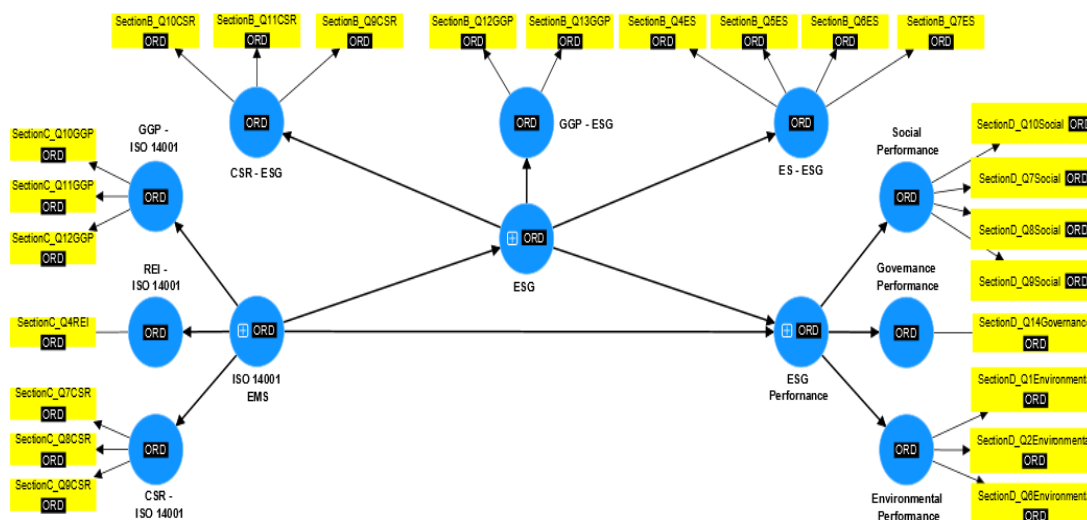 SectionB_Q10CSR
ORD
SectionB_Q11CSR
ORD
SectionB_Q9CSR
ORD
SectionB_Q12GGP
ORD
SectionB_Q13GGP
ORD
SectionB_Q4ES
ORD
SectionB_Q5ES
ORD
SectionB_Q6ES
ORD
SectionB_Q7ES
ORD
ORD
CSR - ESG
ORD
GGP - ESG
ORD
ES - ESG
SectionC_Q10GGP
ORD
SectionC_Q11GGP
ORD
SectionC_Q12GGP
ORD
GGP -
ISO 14001
ORD
Social
Performance
ORD
SectionD_Q10Social ORD
SectionD_Q7Social ORD
SectionD_Q8Social ORD
SectionD_Q9Social ORD
ORD
ESG
REI -
ISO 14001
ORD
SectionC_Q4REI
ORD
ORD
ISO 14001
EMS
ORD
ESG
Perfornance
Governance
Performance
ORD
SectionD_Q14Governanc
ORD
SectionC_Q7CSR
ORD
SectionC_Q8CSR
ORD
SectionC_Q9CSR
ORD
ORD
CSR -
ISO 14001
ORD
Environmental
Performance
SectionD_Q1Environment
ORD
SectionD_Q2Environmenta
ORD
SectionD_Q6Environment
ORD